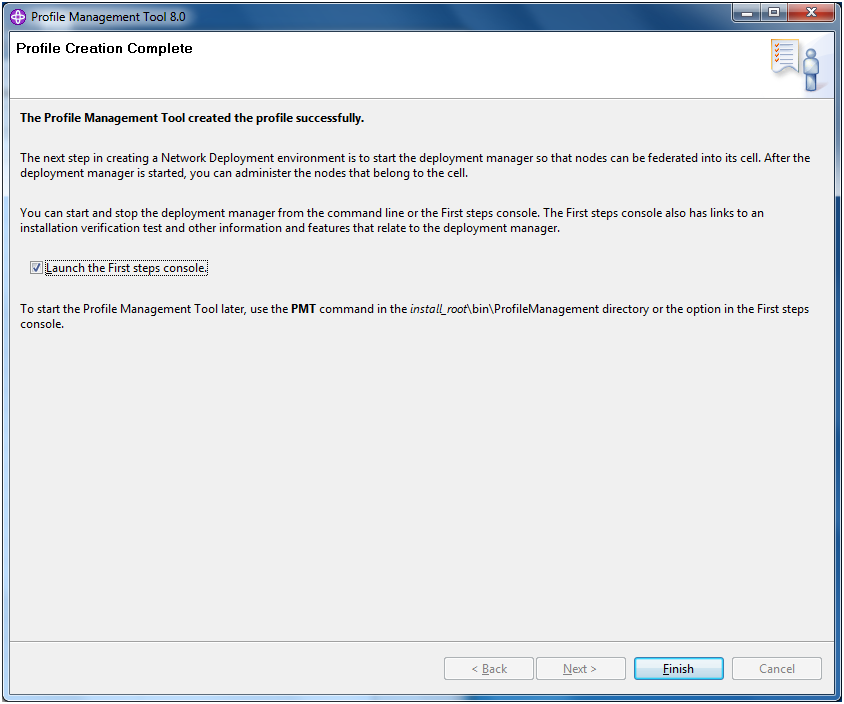 Profile Management Tool 8.0
Profile Creation Complete
The Profile Management Tool created the profile successfully.
The next step in creating a Network Deployment environment is to start the deployment manager so that nodes can be federated into its cell. After the
deployment manager is started, you can administer the nodes that belong to the cell.
You can start and stop the deployment manager from the command line or the First steps console. The First steps console also has links to an
installation verification test and other information and features that relate to the deployment manager.
Launch the First steps console.
To start the Profile Management Tool later, use the PMT command in the install_root\bin\ProfileManagement directory or the option in the First steps
console.
< Back Next > Finish Cancel